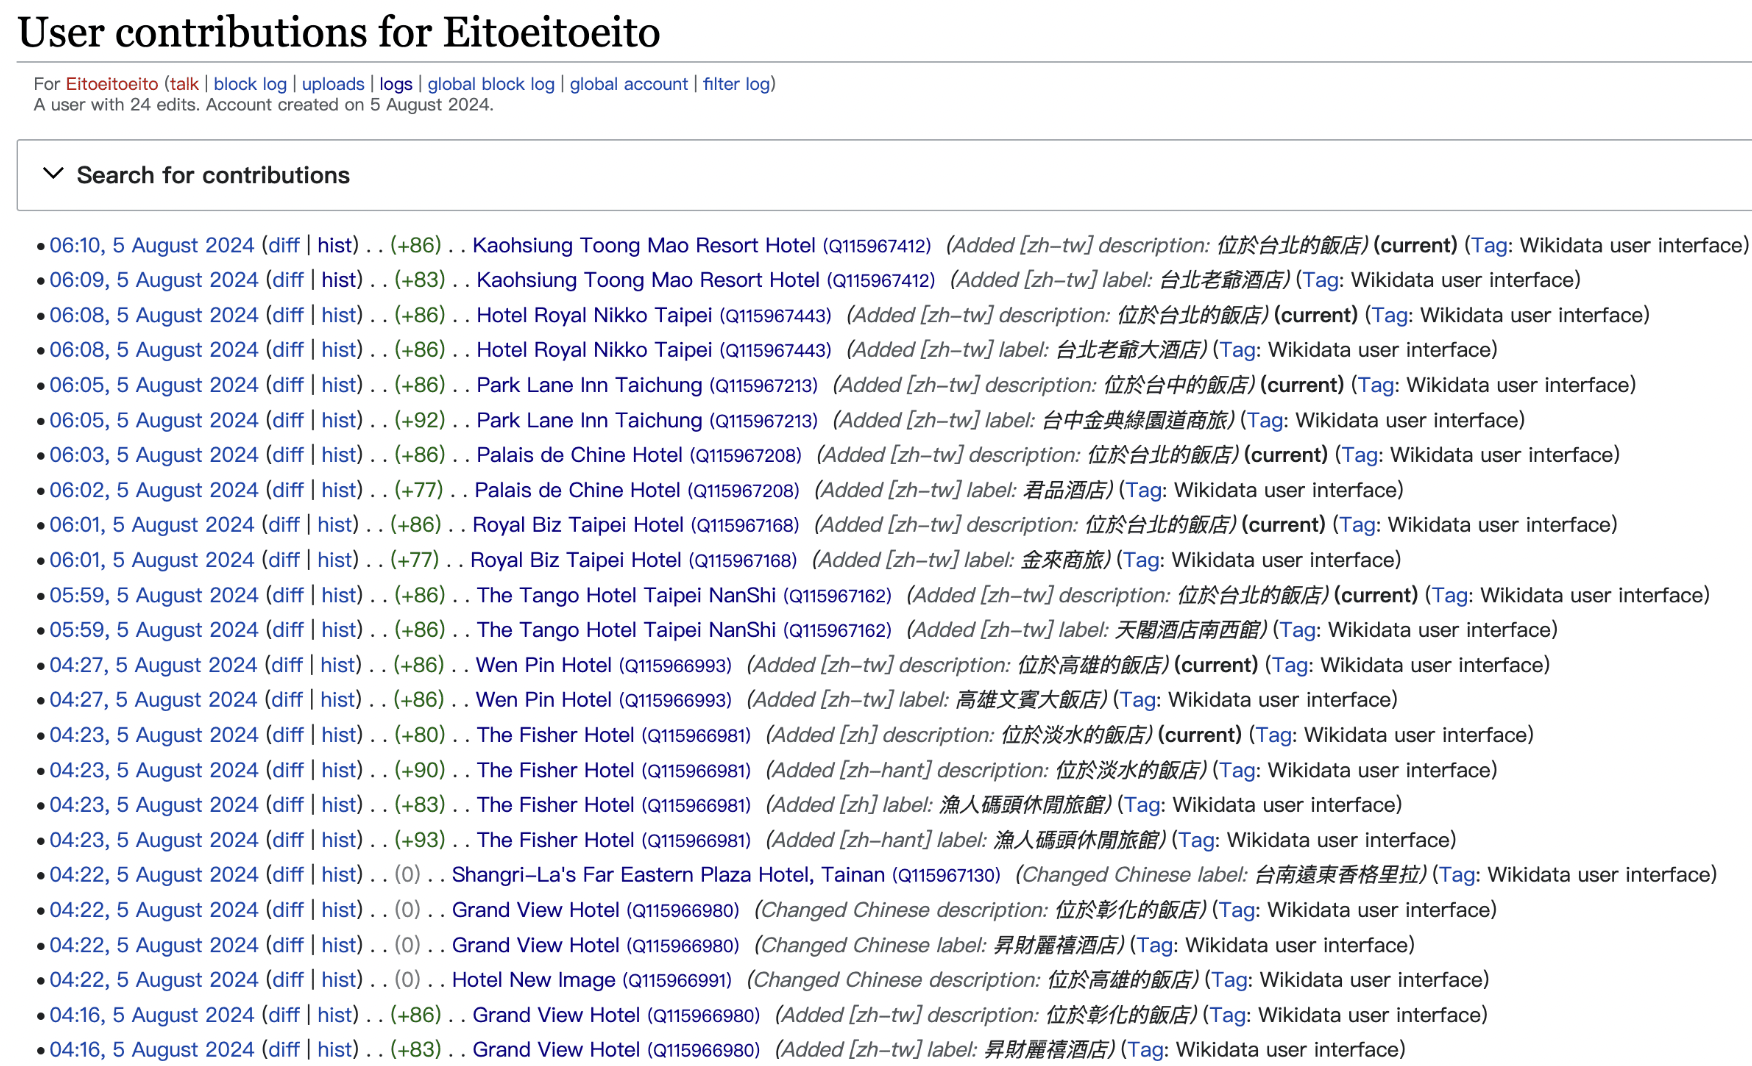 User contributions for Eitoeitoeito
For Eitoeitoeito (talk | block log | uploads | logs | global block log | global account | filter log)
A user with 24 edits. Account created on 5 August 2024.
Search for contributions
• 06:10, 5 August 2024 (diff | hist) . . (+86) . . Kaohsiung Toong Mao Resort Hotel (Q115967412) (Added [zh-tw] description: 位於台北的飯店) (current) (Tag: Wikidata user interface)
• 06:09, 5 August 2024 (diff | hist) . . (+83) . . Kaohsiung Toong Mao Resort Hotel (Q115967412) (Added [zh-tw] label: 台北老爺酒店) (Tag: Wikidata user interface)
• 06:08, 5 August 2024 (diff | hist) . . (+86) . . Hotel Royal Nikko Taipei (Q115967443) (Added [zh-tw] description: 位於台北的飯店) (current) (Tag: Wikidata user interface)
• 06:08, 5 August 2024 (diff | hist) . . (+86) . . Hotel Royal Nikko Taipei (Q115967443) (Added [zh-tw] label: 台北老爺大酒店) (Tag: Wikidata user interface)
• 06:05, 5 August 2024 (diff | hist) . . (+86) . . Park Lane Inn Taichung (Q115967213) (Added [zh-tw] description: 位於台中的飯店) (current) (Tag: Wikidata user interface)
• 06:05, 5 August 2024 (diff | hist) . . (+92) . . Park Lane Inn Taichung (Q115967213) (Added [zh-tw] label: 台中金典綠園道商旅) (Tag: Wikidata user interface)
• 06:03, 5 August 2024 (diff | hist) . . (+86) . . Palais de Chine Hotel (Q115967208) (Added [zh-tw] description: 位於台北的飯店) (current) (Tag: Wikidata user interface)
• 06:02, 5 August 2024 (diff | hist) . . (+77) . . Palais de Chine Hotel (Q115967208) (Added [zh-tw] label: 君品酒店) (Tag: Wikidata user interface)
• 06:01, 5 August 2024 (diff | hist) . . (+86) . . Royal Biz Taipei Hotel (Q115967168) (Added [zh-tw] description: 位於台北的飯店) (current) (Tag: Wikidata user interface)
• 06:01, 5 August 2024 (diff | hist) . . (+77) . . Royal Biz Taipei Hotel (Q115967168) (Added [zh-tw] label: 金來商旅) (Tag: Wikidata user interface)
• 05:59, 5 August 2024 (diff | hist) . . (+86) . . The Tango Hotel Taipei NanShi (Q115967162) (Added [zh-tw] description: 位於台北的飯店) (current) (Tag: Wikidata user interface)
• 05:59, 5 August 2024 (diff | hist) . . (+86) . . The Tango Hotel Taipei NanShi (Q115967162) (Added [zh-tw] label: 天閣酒店南西館) (Tag: Wikidata user interface)
• 04:27, 5 August 2024 (diff | hist) . . (+86) . . Wen Pin Hotel (Q115966993) (Added [zh-tw] description: 位於高雄的飯店) (current) (Tag: Wikidata user interface)
• 04:27, 5 August 2024 (diff | hist) . . (+86) . . Wen Pin Hotel (Q115966993) (Added [zh-tw] label: 高雄文賓大飯店) (Tag: Wikidata user interface)
• 04:23, 5 August 2024 (diff | hist) . . (+80) . . The Fisher Hotel (Q115966981) (Added [zh] description: 位於淡水的飯店) (current) (Tag: Wikidata user interface)
• 04:23, 5 August 2024 (diff | hist) . . (+90) . . The Fisher Hotel (Q115966981) (Added [zh-hant] description: 位於淡水的飯店) (Tag: Wikidata user interface)
• 04:23, 5 August 2024 (diff | hist) . . (+83) . . The Fisher Hotel (Q115966981) (Added [zh] label: 漁人碼頭休閒旅館) (Tag: Wikidata user interface)
• 04:23, 5 August 2024 (diff | hist) . . (+93) . . The Fisher Hotel (Q115966981) (Added [zh-hant] label: 漁人碼頭休閒旅館) (Tag: Wikidata user interface)
• 04:22, 5 August 2024 (diff | hist) . . (0) . . Shangri-La's Far Eastern Plaza Hotel, Tainan (Q115967130) (Changed Chinese label: 台南遠東香格里拉) (Tag: Wikidata user interface)
• 04:22, 5 August 2024 (diff | hist) . . (0) . . Grand View Hotel (Q115966980) (Changed Chinese description: 位於彰化的飯店) (Tag: Wikidata user interface)
• 04:22, 5 August 2024 (diff | hist) . . (0) . . Grand View Hotel (Q115966980) (Changed Chinese label: 昇財麗禧酒店) (Tag: Wikidata user interface)
• 04:22, 5 August 2024 (diff | hist) . . (0) . . Hotel New Image (Q115966991) (Changed Chinese description: 位於高雄的飯店) (Tag: Wikidata user interface)
• 04:16, 5 August 2024 (diff | hist) . . (+86) . . Grand View Hotel (Q115966980) (Added [zh-tw] description: 位於彰化的飯店) (Tag: Wikidata user interface)
• 04:16, 5 August 2024 (diff | hist) . . (+83) . . Grand View Hotel (Q115966980) (Added [zh-tw] label: 昇財麗禧酒店) (Tag: Wikidata user interface)